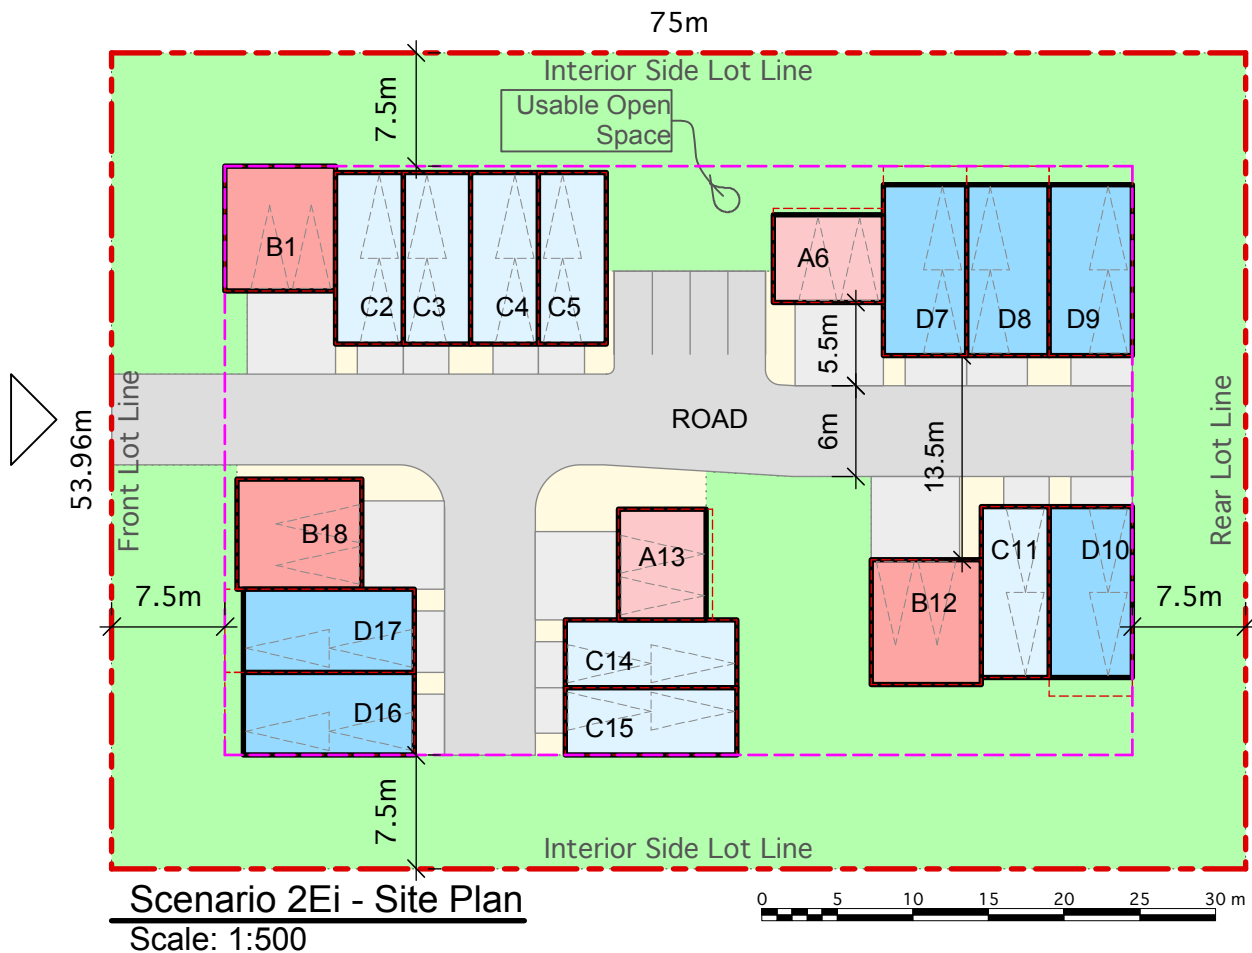 75m
Interior Side Lot Line
7.5m
Usable Open
Space
B1
C2
C3
C4
C5
A6
D7
D8
D9
5.5m
6m
13.5m
ROAD
53.96m
Front Lot Line
Rear Lot Line
B18
A13
C11
D10
B12
7.5m
7.5m
D17
C14
D16
C15
7.5m
Interior Side Lot Line
Scenario 2Ei - Site Plan
Scale: 1:500
0 5 10 15 20 25 30 m